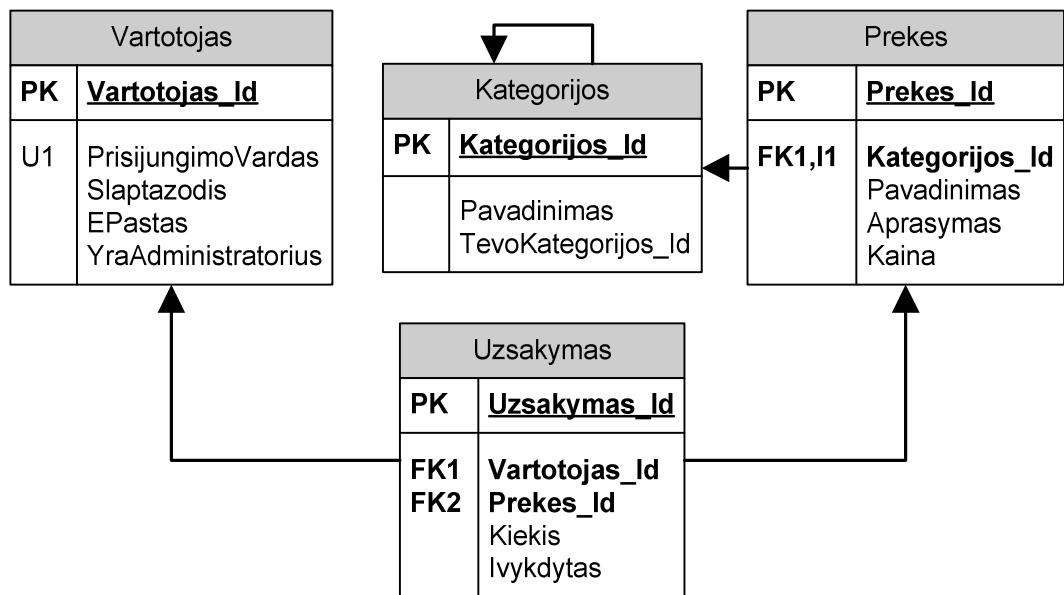 Vartotojas
PK Vartotojas_Id
U1 PrisijungimoVardas
Slaptazodis
EPastas
YraAdministratorius
Kategorijos
PK Kategorijos_Id
Pavadinimas
TevoKategorijos_Id
Prekes
PK Prekes_Id
FK1,I1 Kategorijos_Id
Pavadinimas
Aprasymas
Kaina
Uzsakymas
PK Uzsakymas_Id
FK1 Vartotojas_Id
FK2 Prekes_Id
Kiekis
Ivykdytas